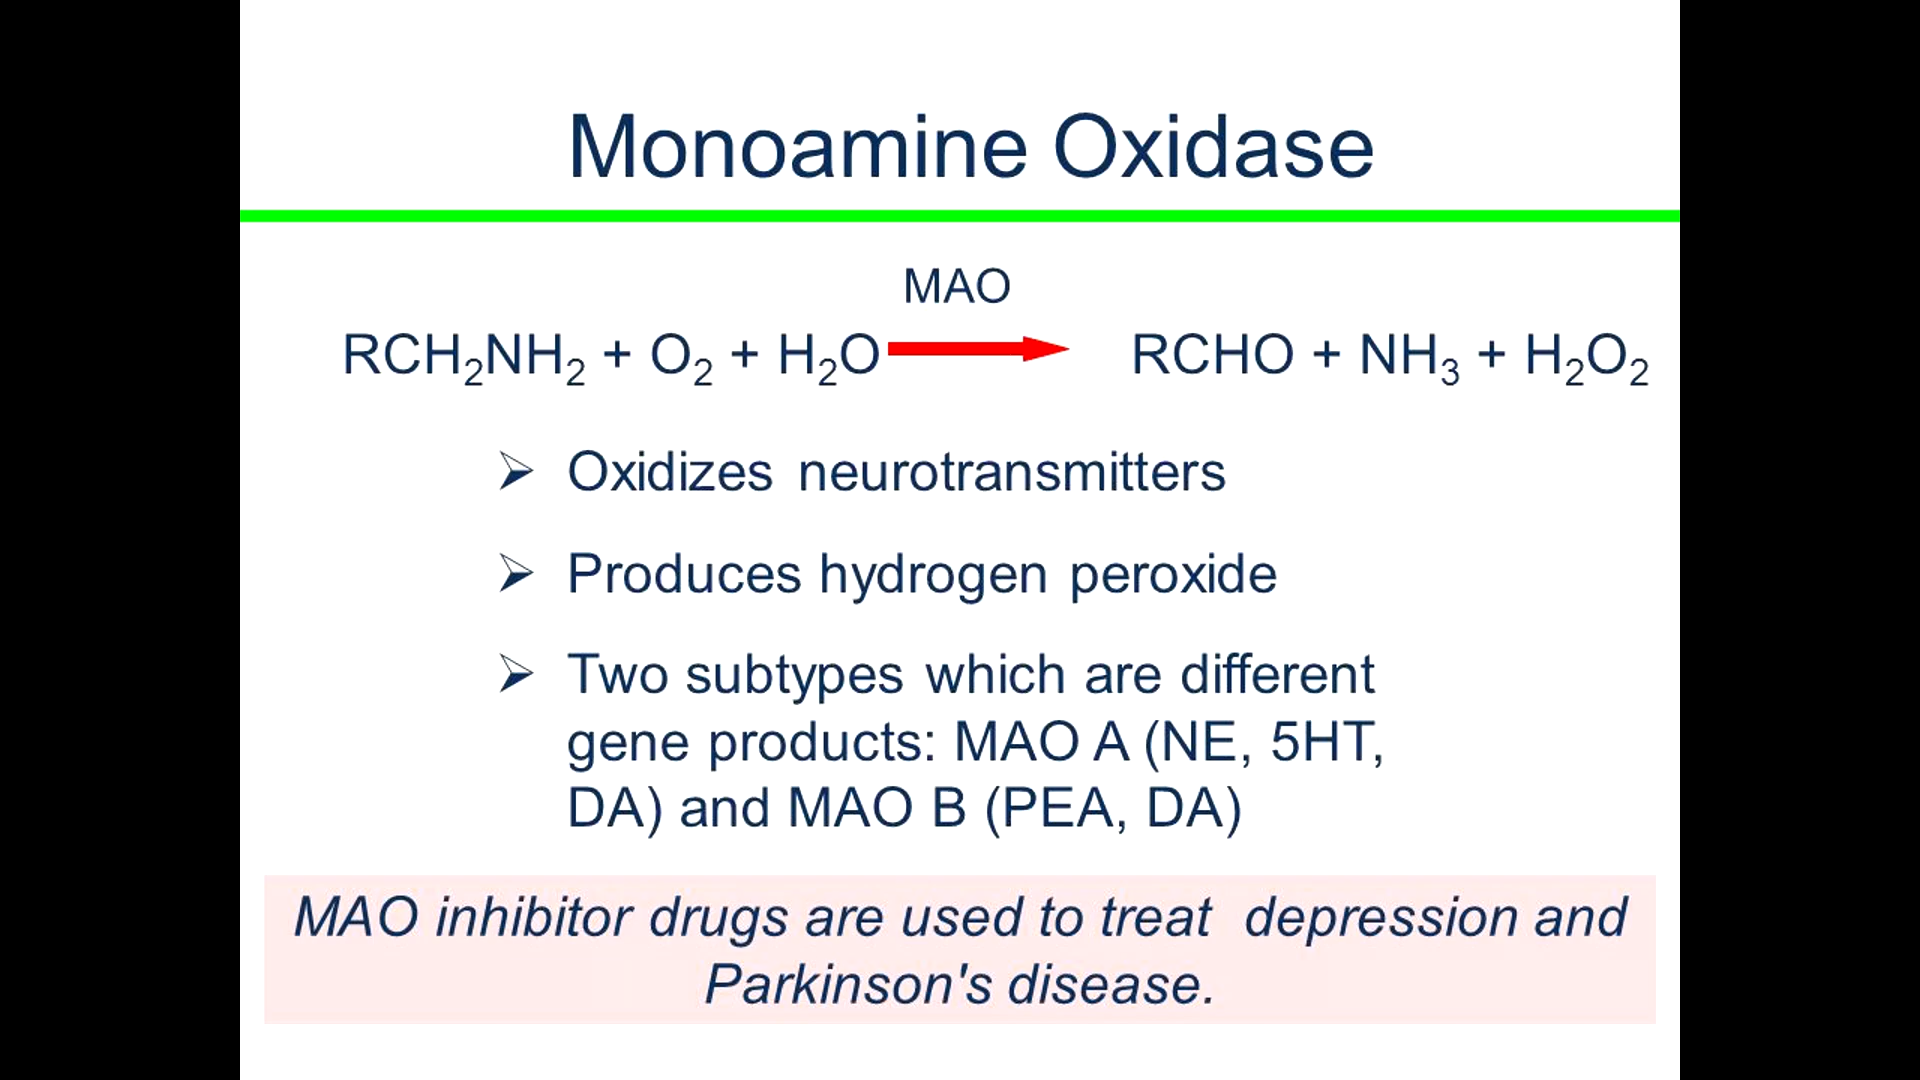 Monoamine Oxidase
MAO
RCH₂NH₂ + O₂ + H₂O RCHO + NH₃ + H₂O₂
➢ Oxidizes neurotransmitters
➢ Produces hydrogen peroxide
➢ Two subtypes which are different
gene products: MAO A (NE, 5HT,
DA) and MAO B (PEA, DA)
MAO inhibitor drugs are used to treat depression and
Parkinson's disease.